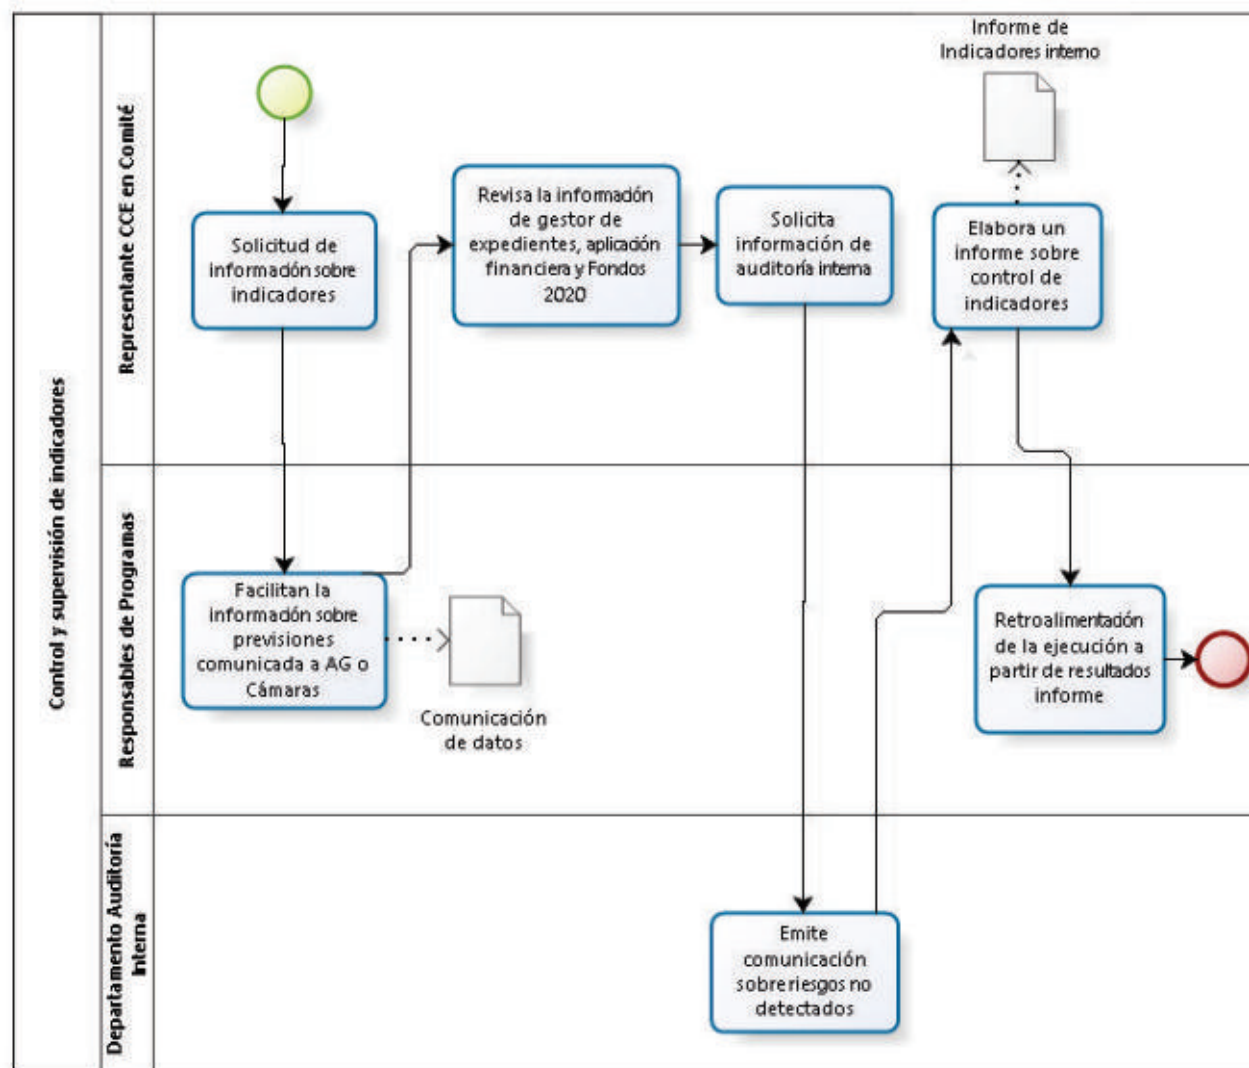 Control y supervisión de indicadores
Representante CCE en Comité
Informe de
Indicadores interno
Solicitud de
información sobre
indicadores
Revisa la información
de gestor de
expedientes, aplicación
financiera y Fondos
2020
Solicita
información de
auditoría interna
Elabora un
informe sobre
control de
indicadores
Responsables de Programas
Facilitan la
información sobre
previsiones
comunicada a AG o
Cámaras
Comunicación
de datos
Retroalimentación
de la ejecución a
partir de resultados
informe
Departamento Auditoría
Interna
Emite
comunicación
sobre riesgos no
detectados